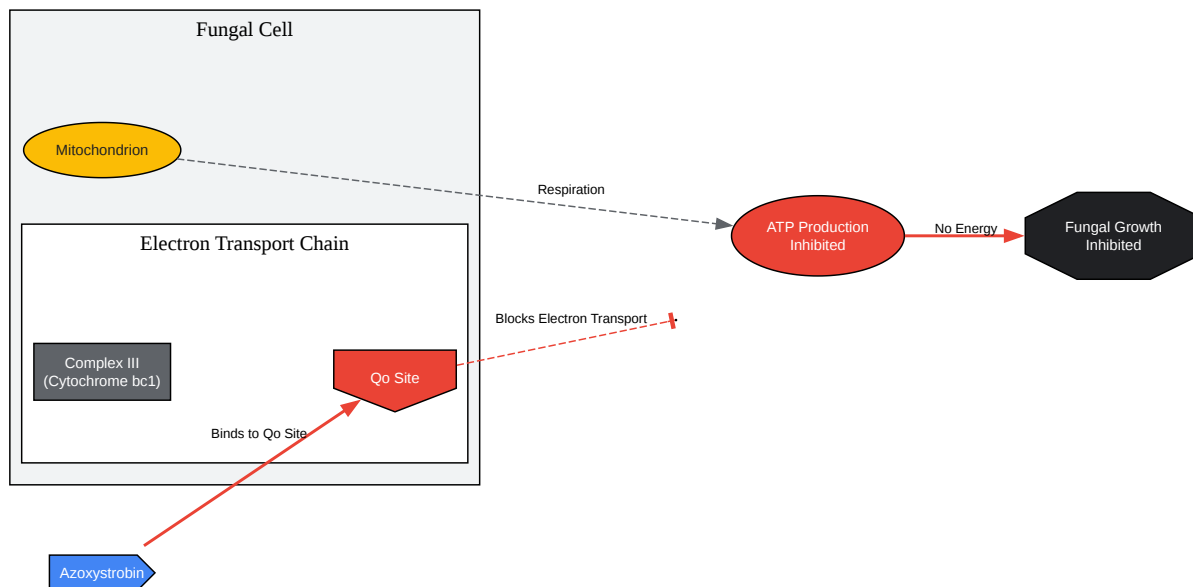 Fungal Cell
Mitochondrion
Respiration
ATP Production
Inhibited
No Energy
Fungal Growth
Inhibited
Electron Transport Chain
Blocks Electron Transport
Complex III
(Cytochrome bc1)
Qo Site
Binds to Qo Site
Azoxystrobin